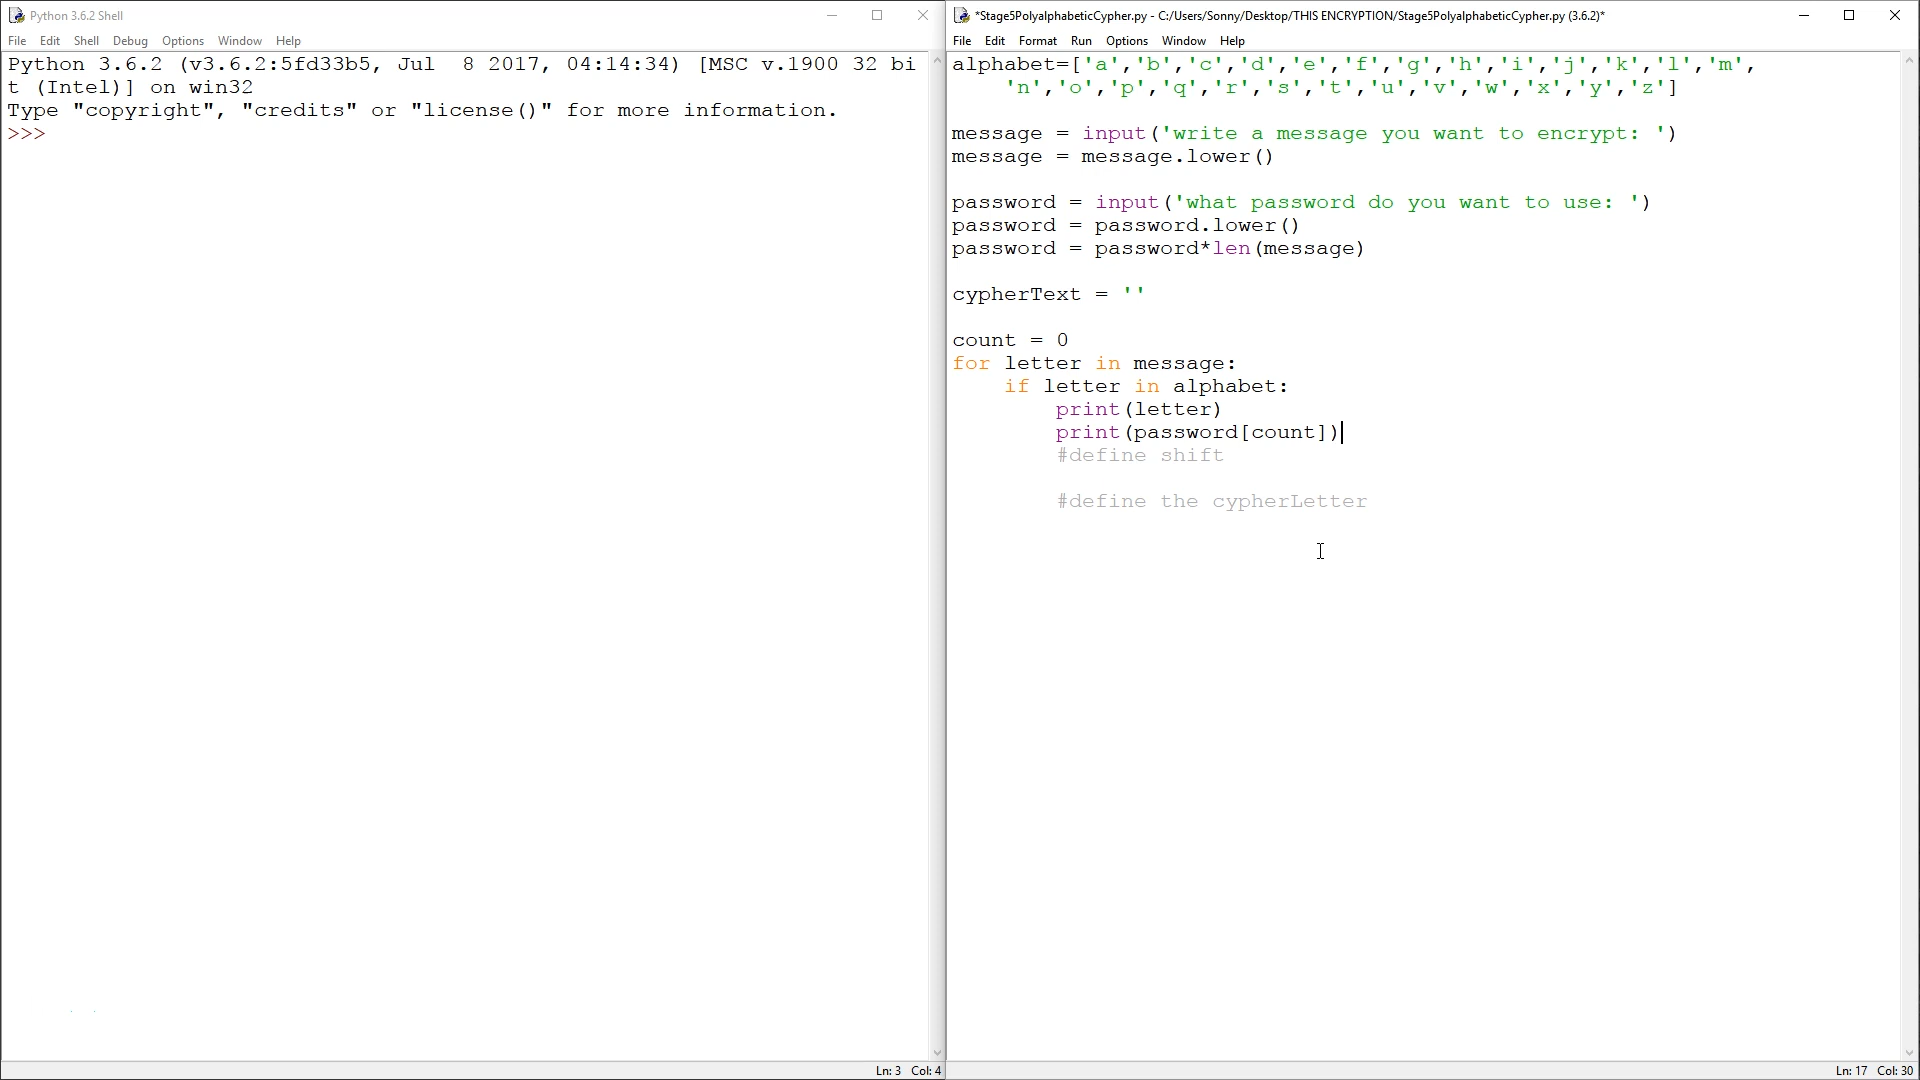 Python 3.6.2 Shell
File Edit Shell Debug Options Window Help
Python 3.6.2 (v3.6.2:5fd33b5, Jul  8 2017, 04:14:34) [MSC v.1900 32 bi
t (Intel)] on win32
Type "copyright", "credits" or "license()" for more information.
>>>
Ln: 3 Col: 4
*Stage5PolyalphabeticCypher.py - C:/Users/Sonny/Desktop/THIS ENCRYPTION/Stage5PolyalphabeticCypher.py (3.6.2)*
File Edit Format Run Options Window Help
alphabet=['a','b','c','d','e','f','g','h','i','j','k','l','m',
    'n','o','p','q','r','s','t','u','v','w','x','y','z']
message = input('write a message you want to encrypt: ')
message = message.lower()
password = input('what password do you want to use: ')
password = password.lower()
password = password*len(message)
cypherText = ''
count = 0
for letter in message:
    if letter in alphabet:
        print(letter)
        print(password[count])
        #define shift
        #define the cypherLetter
Ln: 17 Col: 30